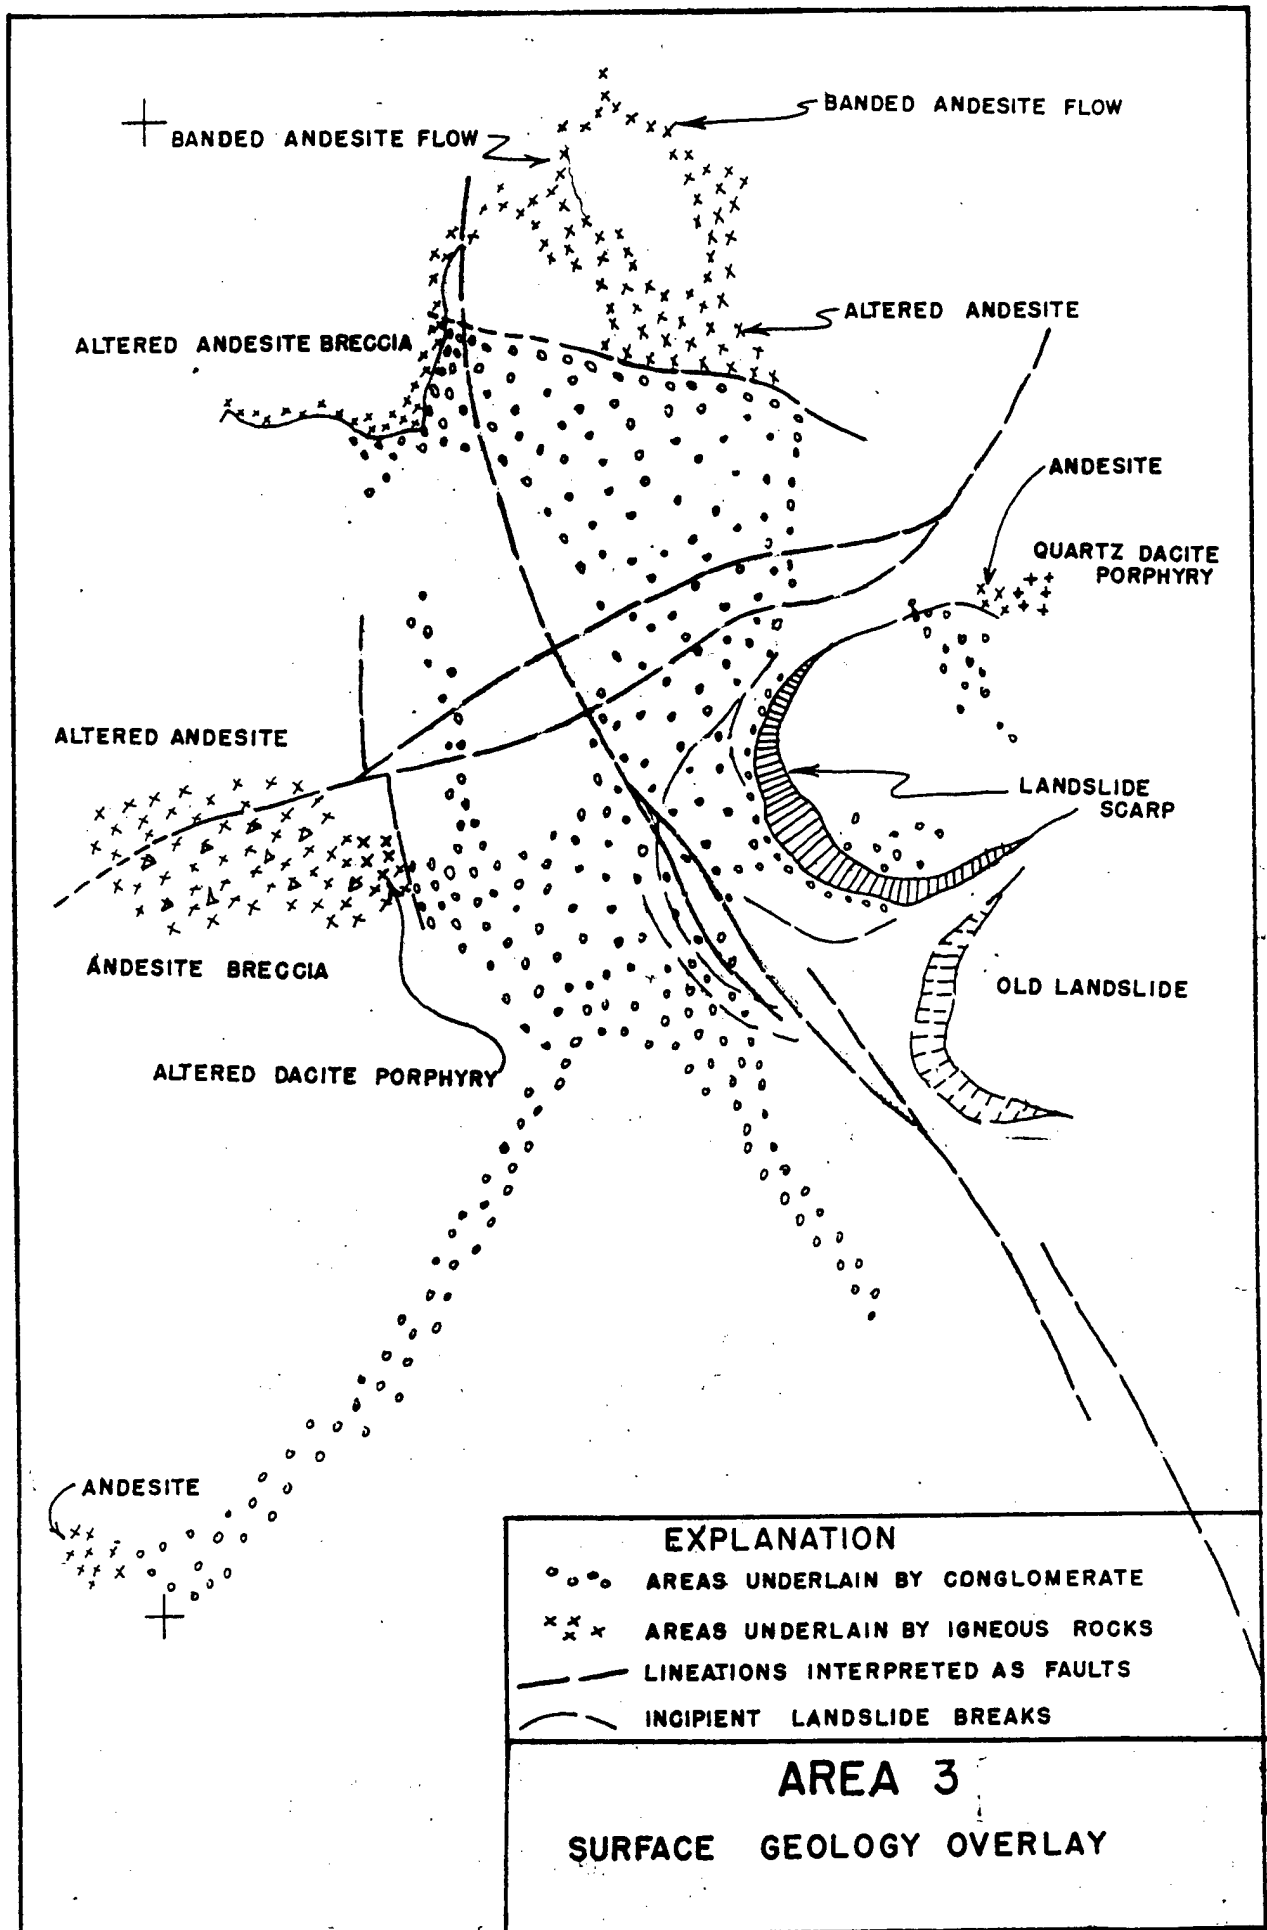 BANDED ANDESITE FLOW
BANDED ANDESITE FLOW
ALTERED ANDESITE
ALTERED ANDESITE BRECCIA
ANDESITE
QUARTZ DACITE
PORPHYRY
ALTERED ANDESITE
LANDSLIDE
SCARP
ANDESITE BRECCIA
OLD LANDSLIDE
ALTERED DACITE PORPHYRY
ANDESITE
EXPLANATION
AREAS UNDERLAIN BY CONGLOMERATE
AREAS UNDERLAIN BY IGNEOUS ROCKS
LINEATIONS INTERPRETED AS FAULTS
INCIPIENT LANDSLIDE BREAKS
AREA 3
SURFACE GEOLOGY OVERLAY